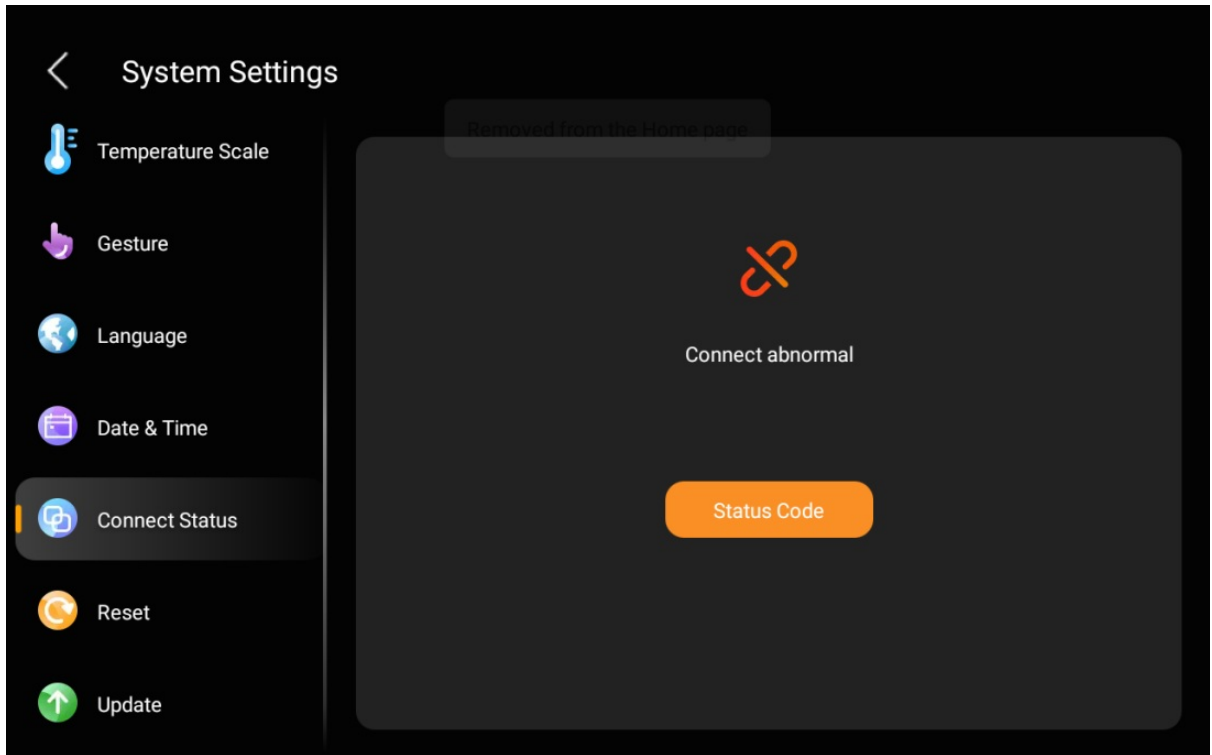 System Settings
Temperature Scale
Gesture
Language
Date & Time
Connect Status
Reset
Update
Removed from the Home page
Connect abnormal
Status Code